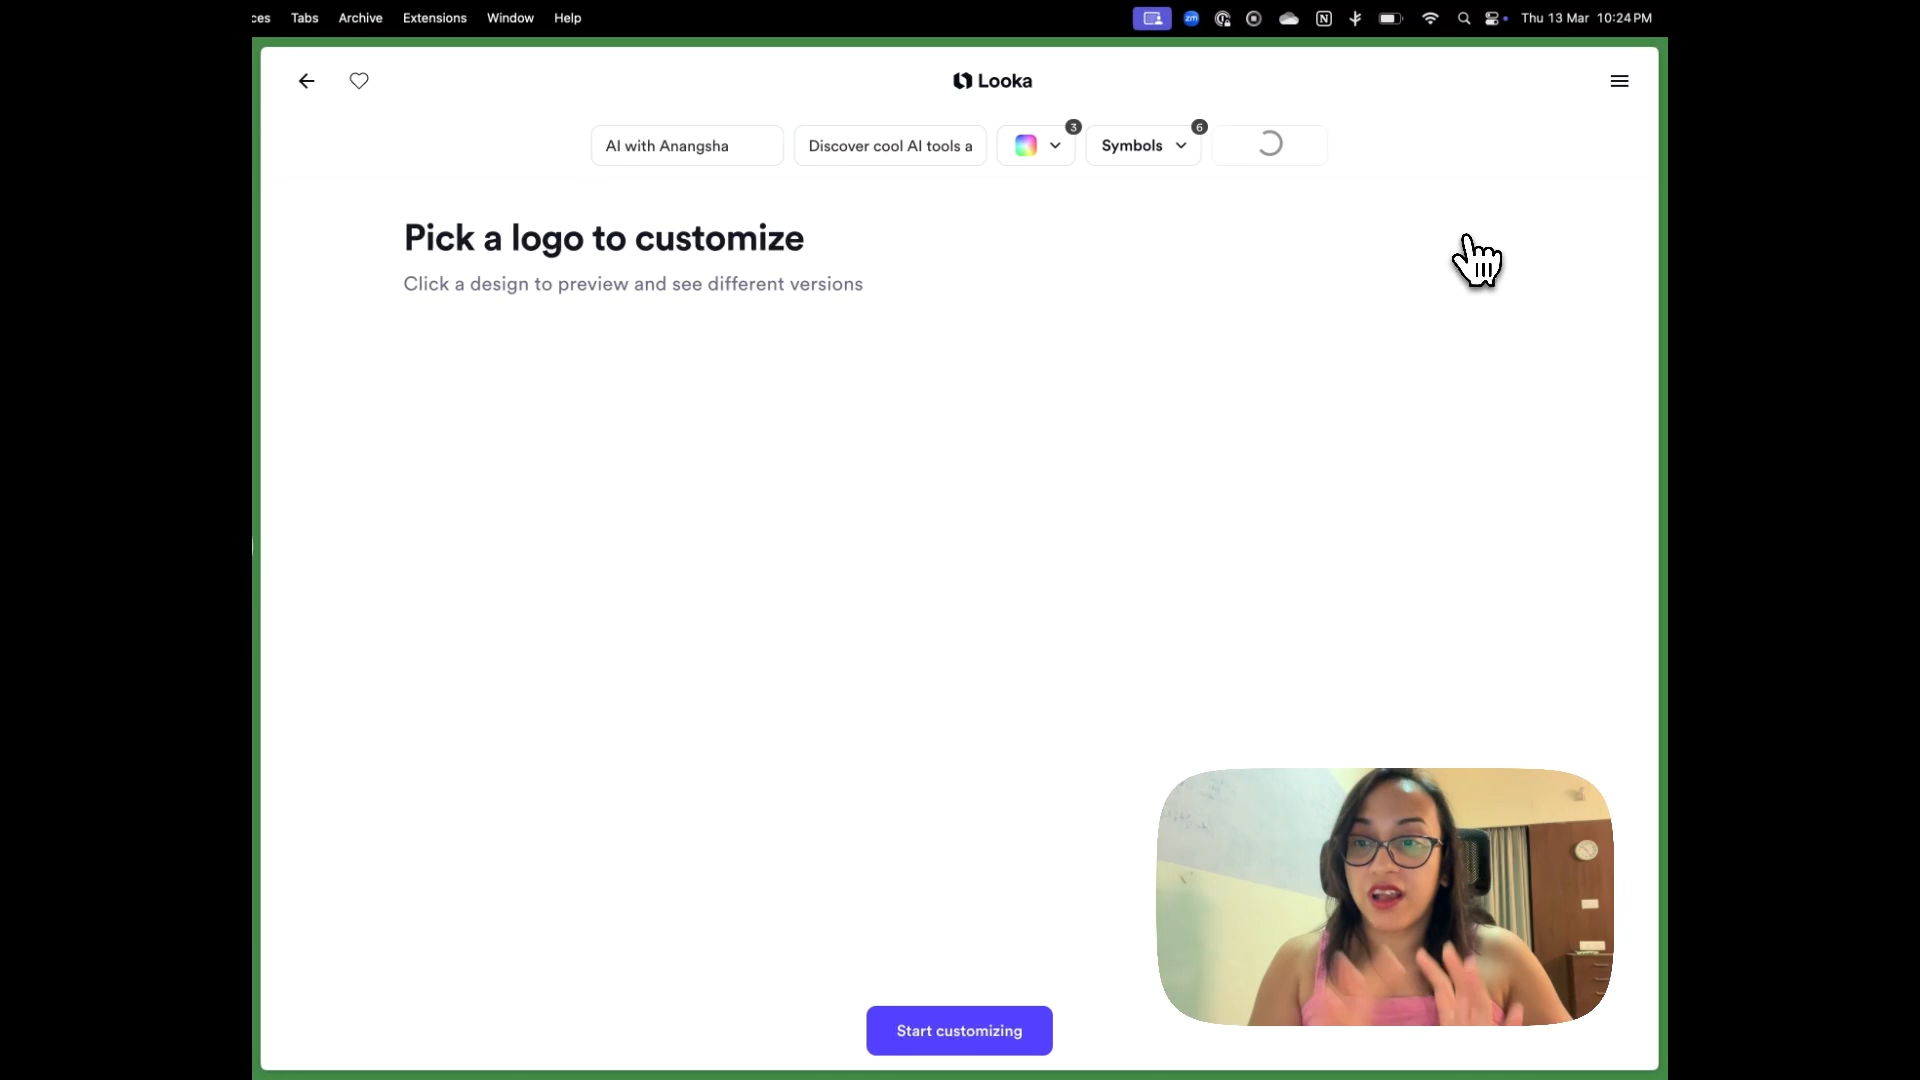 ces Tabs Archive Extensions Window Help zm N Thu 13 Mar 10:24 PM
Looka
AI with Anangsha Discover cool AI tools a 3 Symbols 6
Pick a logo to customize
Click a design to preview and see different versions
Start customizing